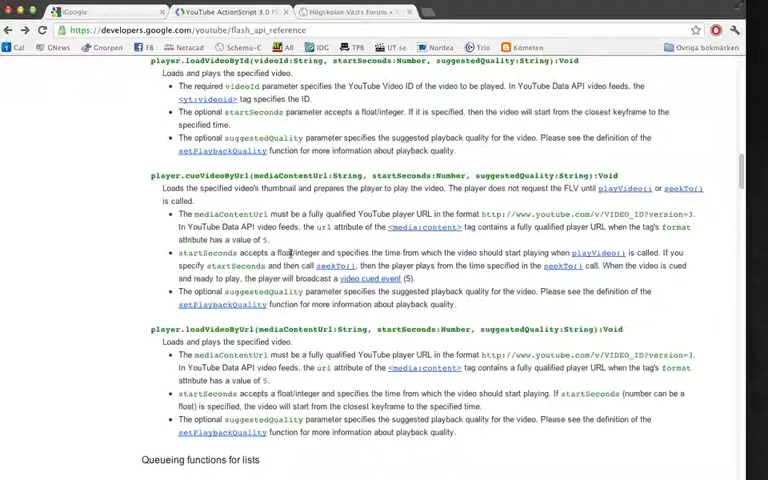 iGoogle
YouTube ActionScript 3.0 P
Högskolan Västs Forum •
https://developers.google.com/youtube/flash_api_reference
Cal GNews Gnorpen FB Netacad Schema-C AB IDG TPB UT.se Nordea Trio Kometen Övriga bokmärken
player.loadVideoById(videoId:String, startSeconds:Number, suggestedQuality:String):Void
Loads and plays the specified video.
• The required videoId parameter specifies the YouTube Video ID of the video to be played. In YouTube Data API video feeds, the
<yt:videoid> tag specifies the ID.
• The optional startSeconds parameter accepts a float/integer. If it is specified, then the video will start from the closest keyframe to the
specified time.
• The optional suggestedQuality parameter specifies the suggested playback quality for the video. Please see the definition of the
setPlaybackQuality function for more information about playback quality.
player.cueVideoByUrl(mediaContentUrl:String, startSeconds:Number, suggestedQuality:String):Void
Loads the specified video's thumbnail and prepares the player to play the video. The player does not request the FLV until playVideo() or seekTo()
is called.
• The mediaContentUrl must be a fully qualified YouTube player URL in the format http://www.youtube.com/v/VIDEO_ID?version=3.
In YouTube Data API video feeds, the url attribute of the <media:content> tag contains a fully qualified player URL when the tag's format
attribute has a value of 5.
• startSeconds accepts a float/integer and specifies the time from which the video should start playing when playVideo() is called. If you
specify startSeconds and then call seekTo(), then the player plays from the time specified in the seekTo() call. When the video is cued
and ready to play, the player will broadcast a video cued event (5).
• The optional suggestedQuality parameter specifies the suggested playback quality for the video. Please see the definition of the
setPlaybackQuality function for more information about playback quality.
player.loadVideoByUrl(mediaContentUrl:String, startSeconds:Number, suggestedQuality:String):Void
Loads and plays the specified video.
• The mediaContentUrl must be a fully qualified YouTube player URL in the format http://www.youtube.com/v/VIDEO_ID?version=3.
In YouTube Data API video feeds, the url attribute of the <media:content> tag contains a fully qualified player URL when the tag's format
attribute has a value of 5.
• startSeconds accepts a float/integer and specifies the time from which the video should start playing. If startSeconds (number can be a
float) is specified, the video will start from the closest keyframe to the specified time.
• The optional suggestedQuality parameter specifies the suggested playback quality for the video. Please see the definition of the
setPlaybackQuality function for more information about playback quality.
Queueing functions for lists